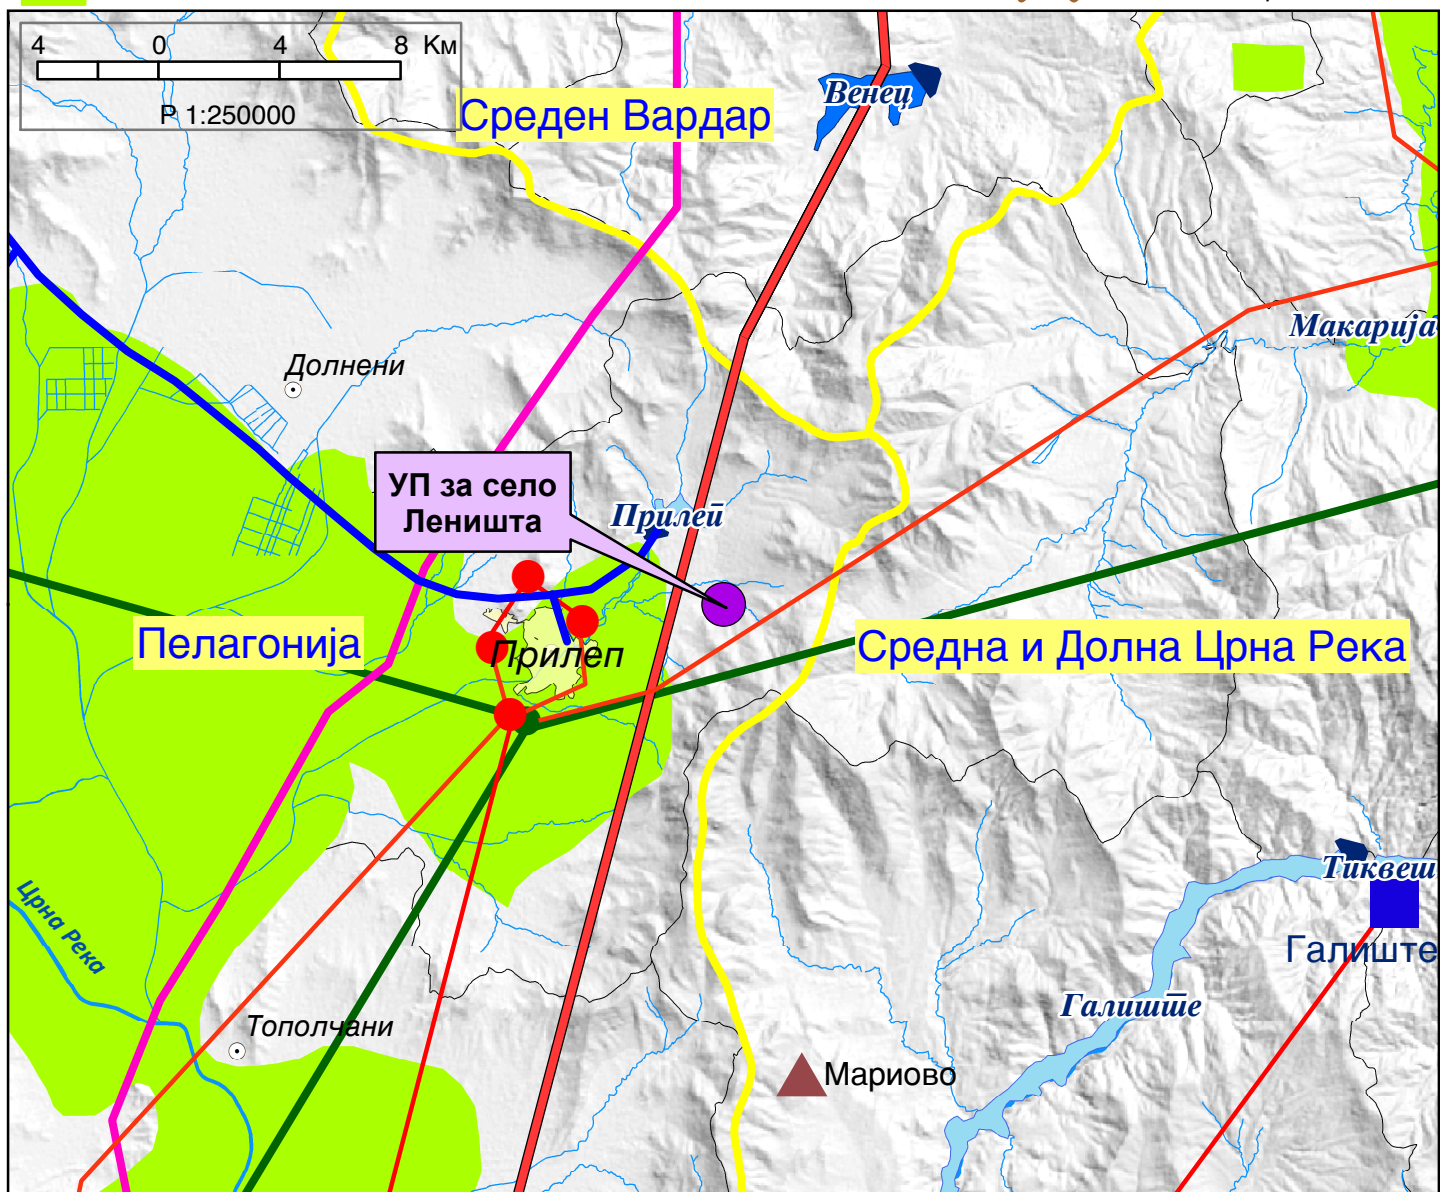 4 0 4 8 Км
Р 1:250000
Среден Вардар
Венец
Макарија
Долнени
УП за село
Леништа
Прилеп
Пелагонија
Прилеп
Средна и Долна Црна Река
Тиквеш
Галиште
Црна Река
Галиште
Тополчани
Мариово